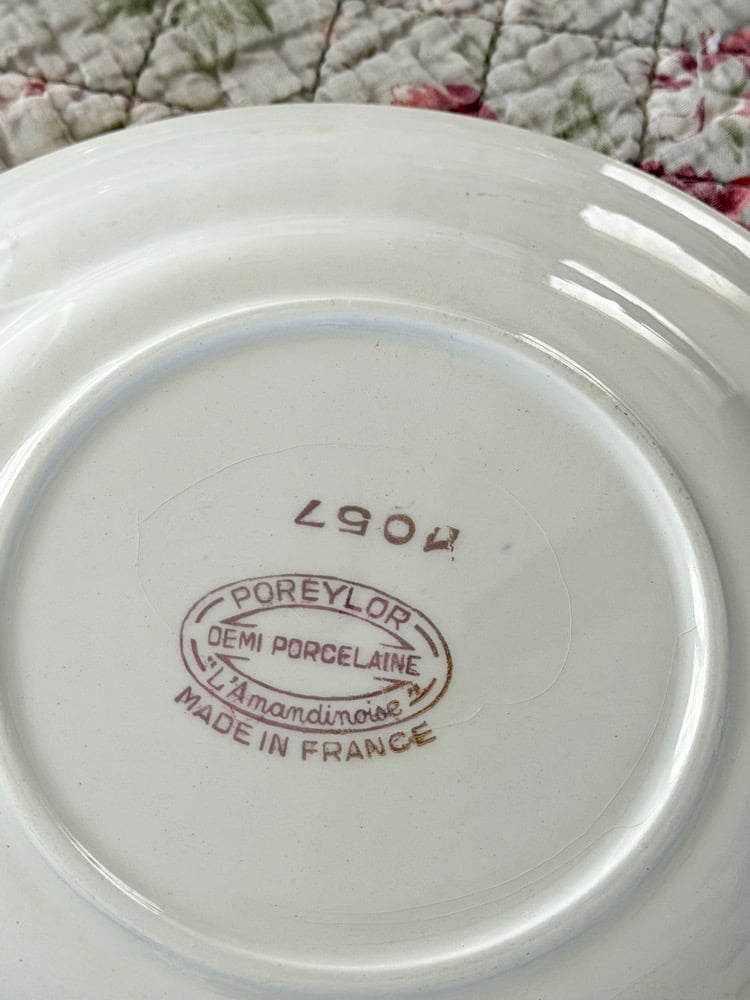 7057
POREYLOR
DEMI PORCELAINE
"L'Amandinoise"
MADE IN FRANCE